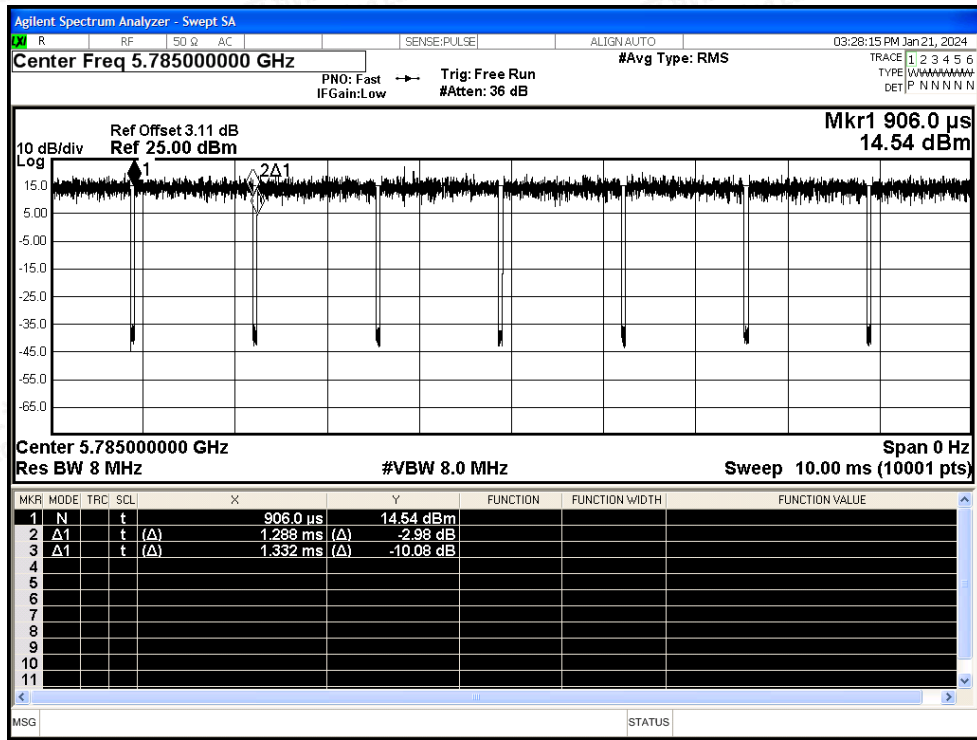 Agilent Spectrum Analyzer - Swept SA
LXI R RF 50 Ω AC SENSE:PULSE ALIGN AUTO 03:28:15 PM Jan 21, 2024
Center Freq 5.785000000 GHz
PNO: Fast
IFGain:Low
Trig: Free Run
#Atten: 36 dB
#Avg Type: RMS
TRACE 1 2 3 4 5 6
TYPE W
DET P N N N N N
Mkr1 906.0 µs
14.54 dBm
Ref Offset 3.11 dB
10 dB/div Ref 25.00 dBm
Log
1 2Δ1
15.0
5.00
-5.00
-15.0
-25.0
-35.0
-45.0
-55.0
-65.0
Center 5.785000000 GHz Span 0 Hz
Res BW 8 MHz #VBW 8.0 MHz Sweep 10.00 ms (10001 pts)
MKR MODE TRC SCL X Y FUNCTION FUNCTION WIDTH FUNCTION VALUE
1 N t 906.0 µs 14.54 dBm
2 Δ1 t (Δ) 1.288 ms (Δ) -2.98 dB
3 Δ1 t (Δ) 1.332 ms (Δ) -10.08 dB
4
5
6
7
8
9
10
11
MSG STATUS